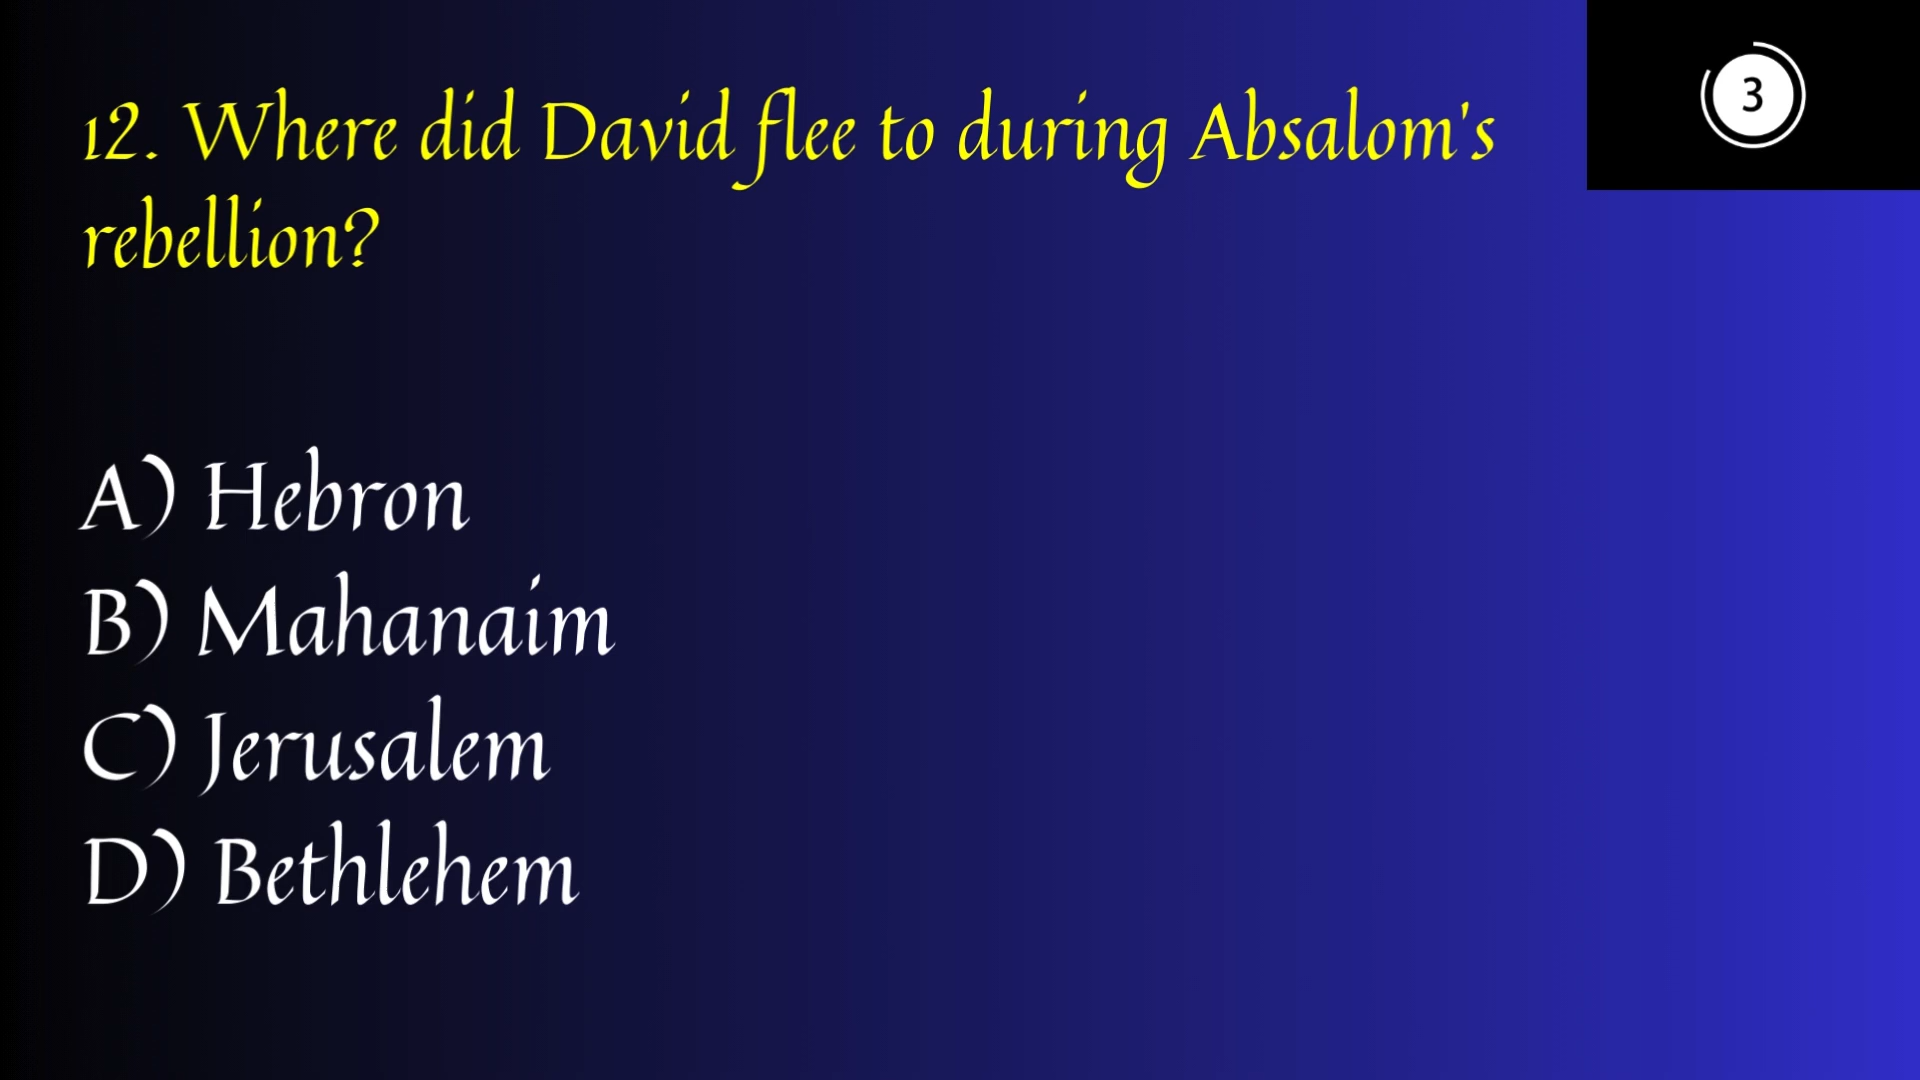 12. Where did David flee to during Absalom's
rebellion?
3
A) Hebron
B) Mahanaim
C) Jerusalem
D) Bethlehem